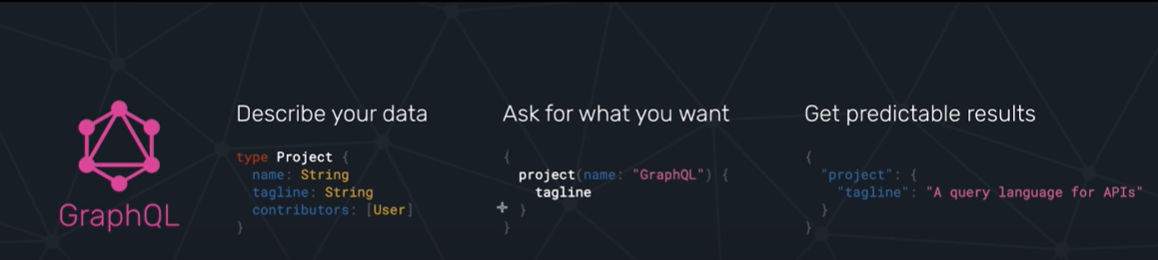 GraphQL
Describe your data
type Project {
  name: String
  tagline: String
  contributors: [User]
}
Ask for what you want
{
  project(name: "GraphQL") {
    tagline
  }
}
Get predictable results
{
  "project": {
    "tagline": "A query language for APIs"
  }
}